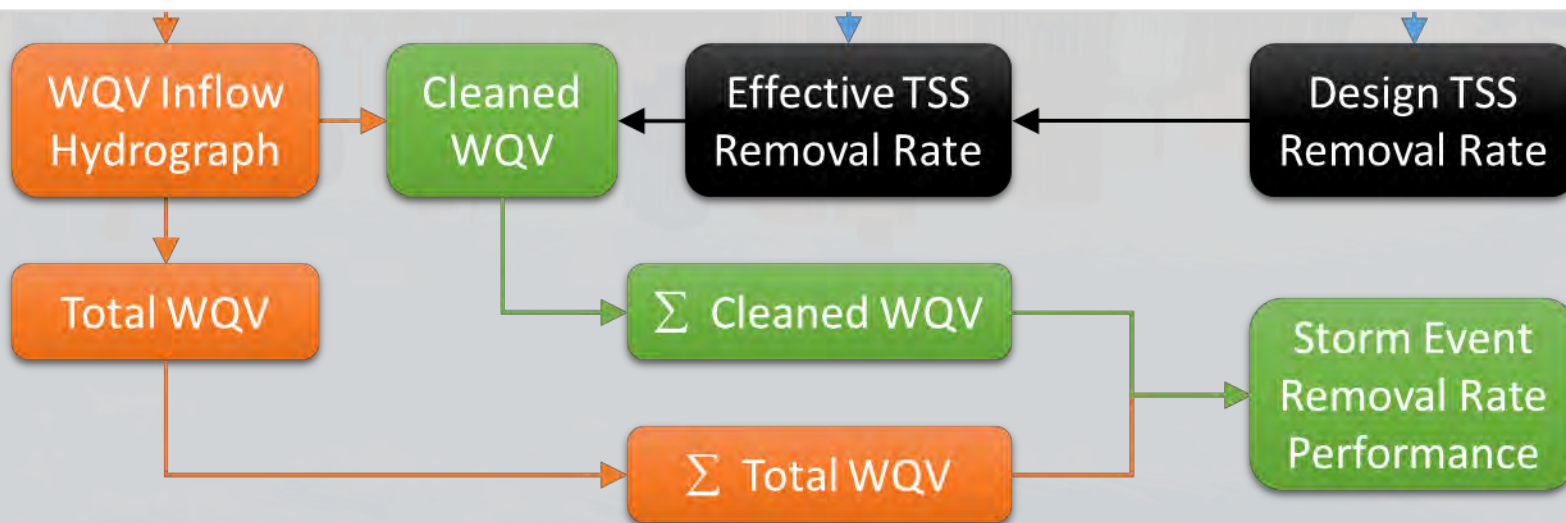 WQV Inflow
Hydrograph
Cleaned
WQV
Effective TSS
Removal Rate
Design TSS
Removal Rate
Total WQV
Σ Cleaned WQV
Storm Event
Removal Rate
Performance
Σ Total WQV